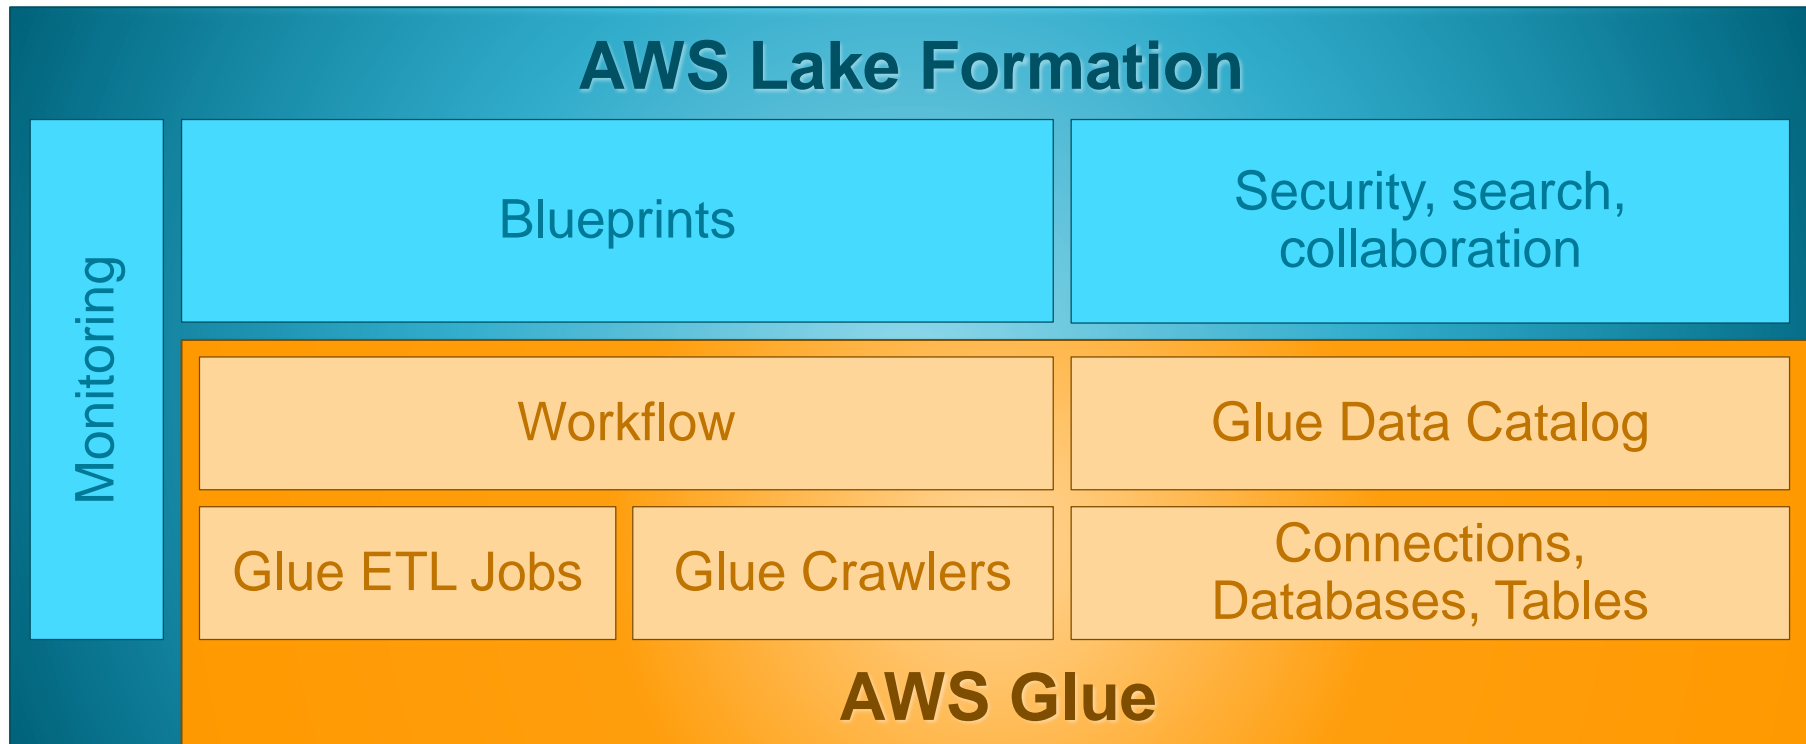 AWS Lake Formation
Monitoring
Blueprints
Security, search,
collaboration
Workflow
Glue Data Catalog
Glue ETL Jobs
Glue Crawlers
Connections,
Databases, Tables
AWS Glue